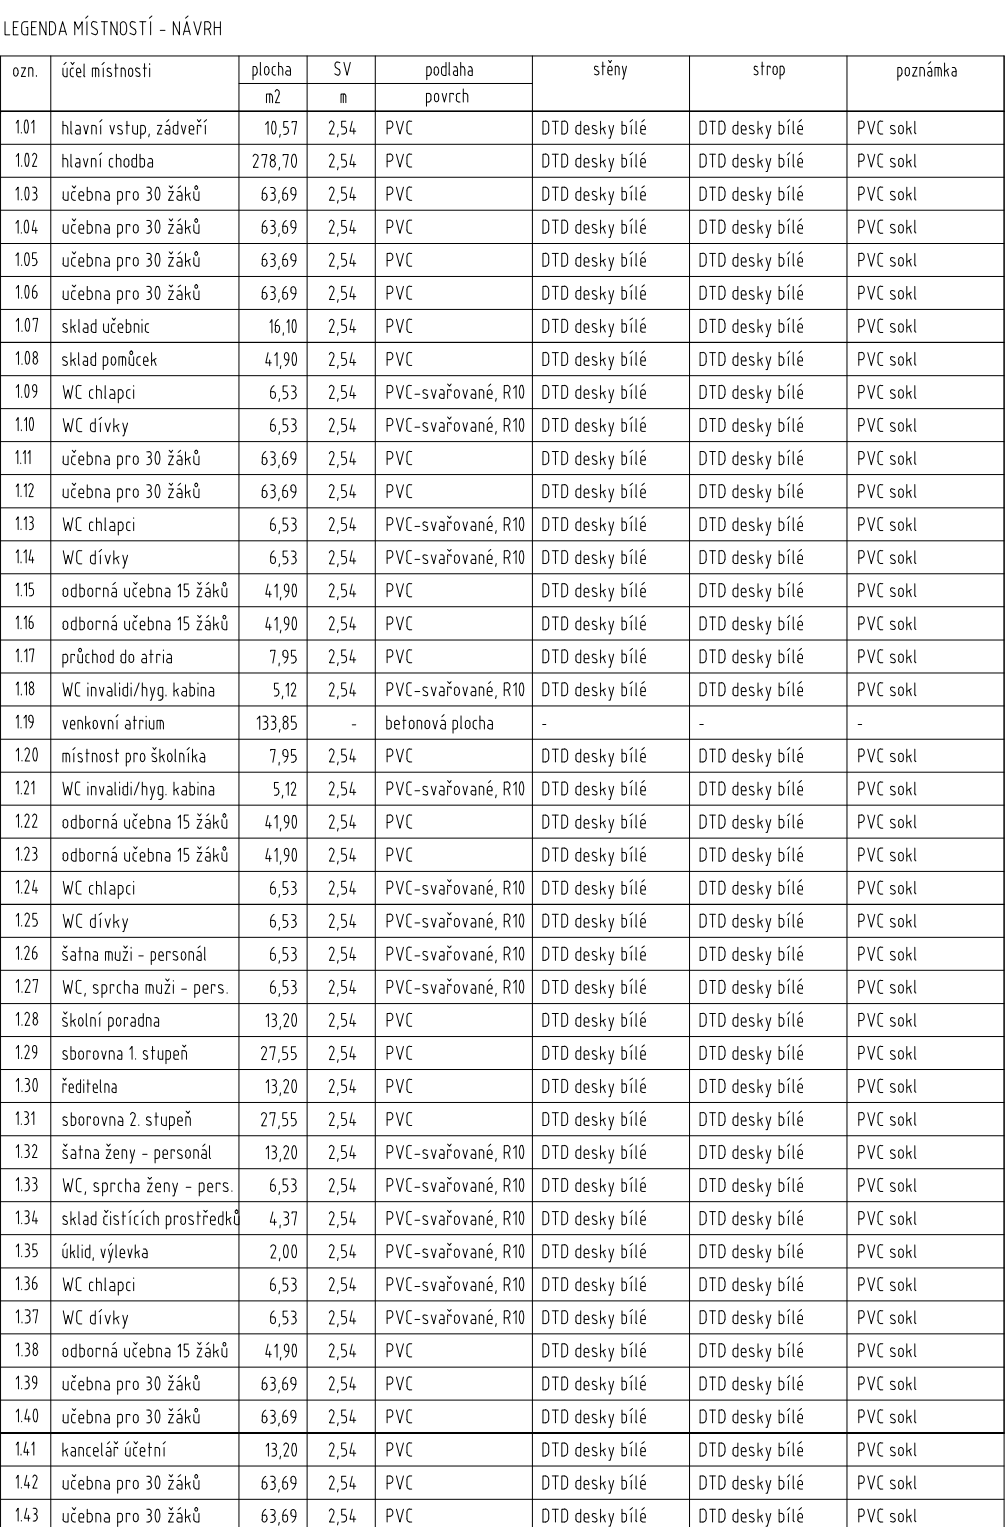 LEGENDA MÍSTNOSTÍ - NÁVRH
ozn. účel místnosti plocha SV podlaha stěny strop poznámka
m2 m povrch
1.01 hlavní vstup, zádveří 10,57 2,54 PVC DTD desky bílé DTD desky bílé PVC sokl
1.02 hlavní chodba 278,70 2,54 PVC DTD desky bílé DTD desky bílé PVC sokl
1.03 učebna pro 30 žáků 63,69 2,54 PVC DTD desky bílé DTD desky bílé PVC sokl
1.04 učebna pro 30 žáků 63,69 2,54 PVC DTD desky bílé DTD desky bílé PVC sokl
1.05 učebna pro 30 žáků 63,69 2,54 PVC DTD desky bílé DTD desky bílé PVC sokl
1.06 učebna pro 30 žáků 63,69 2,54 PVC DTD desky bílé DTD desky bílé PVC sokl
1.07 sklad učebnic 16,10 2,54 PVC DTD desky bílé DTD desky bílé PVC sokl
1.08 sklad pomůcek 41,90 2,54 PVC DTD desky bílé DTD desky bílé PVC sokl
1.09 WC chlapci 6,53 2,54 PVC-svařované, R10 DTD desky bílé DTD desky bílé PVC sokl
1.10 WC dívky 6,53 2,54 PVC-svařované, R10 DTD desky bílé DTD desky bílé PVC sokl
1.11 učebna pro 30 žáků 63,69 2,54 PVC DTD desky bílé DTD desky bílé PVC sokl
1.12 učebna pro 30 žáků 63,69 2,54 PVC DTD desky bílé DTD desky bílé PVC sokl
1.13 WC chlapci 6,53 2,54 PVC-svařované, R10 DTD desky bílé DTD desky bílé PVC sokl
1.14 WC dívky 6,53 2,54 PVC-svařované, R10 DTD desky bílé DTD desky bílé PVC sokl
1.15 odborná učebna 15 žáků 41,90 2,54 PVC DTD desky bílé DTD desky bílé PVC sokl
1.16 odborná učebna 15 žáků 41,90 2,54 PVC DTD desky bílé DTD desky bílé PVC sokl
1.17 průchod do atria 7,95 2,54 PVC DTD desky bílé DTD desky bílé PVC sokl
1.18 WC invalidi/hyg. kabina 5,12 2,54 PVC-svařované, R10 DTD desky bílé DTD desky bílé PVC sokl
1.19 venkovní atrium 133,85 - betonová plocha - - -
1.20 místnost pro školníka 7,95 2,54 PVC DTD desky bílé DTD desky bílé PVC sokl
1.21 WC invalidi/hyg. kabina 5,12 2,54 PVC-svařované, R10 DTD desky bílé DTD desky bílé PVC sokl
1.22 odborná učebna 15 žáků 41,90 2,54 PVC DTD desky bílé DTD desky bílé PVC sokl
1.23 odborná učebna 15 žáků 41,90 2,54 PVC DTD desky bílé DTD desky bílé PVC sokl
1.24 WC chlapci 6,53 2,54 PVC-svařované, R10 DTD desky bílé DTD desky bílé PVC sokl
1.25 WC dívky 6,53 2,54 PVC-svařované, R10 DTD desky bílé DTD desky bílé PVC sokl
1.26 šatna muži - personál 6,53 2,54 PVC-svařované, R10 DTD desky bílé DTD desky bílé PVC sokl
1.27 WC, sprcha muži - pers. 6,53 2,54 PVC-svařované, R10 DTD desky bílé DTD desky bílé PVC sokl
1.28 školní poradna 13,20 2,54 PVC DTD desky bílé DTD desky bílé PVC sokl
1.29 sborovna 1. stupeň 27,55 2,54 PVC DTD desky bílé DTD desky bílé PVC sokl
1.30 ředitelna 13,20 2,54 PVC DTD desky bílé DTD desky bílé PVC sokl
1.31 sborovna 2. stupeň 27,55 2,54 PVC DTD desky bílé DTD desky bílé PVC sokl
1.32 šatna ženy - personál 13,20 2,54 PVC-svařované, R10 DTD desky bílé DTD desky bílé PVC sokl
1.33 WC, sprcha ženy - pers. 6,53 2,54 PVC-svařované, R10 DTD desky bílé DTD desky bílé PVC sokl
1.34 sklad čistících prostředků 4,37 2,54 PVC-svařované, R10 DTD desky bílé DTD desky bílé PVC sokl
1.35 úklid, výlevka 2,00 2,54 PVC-svařované, R10 DTD desky bílé DTD desky bílé PVC sokl
1.36 WC chlapci 6,53 2,54 PVC-svařované, R10 DTD desky bílé DTD desky bílé PVC sokl
1.37 WC dívky 6,53 2,54 PVC-svařované, R10 DTD desky bílé DTD desky bílé PVC sokl
1.38 odborná učebna 15 žáků 41,90 2,54 PVC DTD desky bílé DTD desky bílé PVC sokl
1.39 učebna pro 30 žáků 63,69 2,54 PVC DTD desky bílé DTD desky bílé PVC sokl
1.40 učebna pro 30 žáků 63,69 2,54 PVC DTD desky bílé DTD desky bílé PVC sokl
1.41 kancelář účetní 13,20 2,54 PVC DTD desky bílé DTD desky bílé PVC sokl
1.42 učebna pro 30 žáků 63,69 2,54 PVC DTD desky bílé DTD desky bílé PVC sokl
1.43 učebna pro 30 žáků 63,69 2,54 PVC DTD desky bílé DTD desky bílé PVC sokl